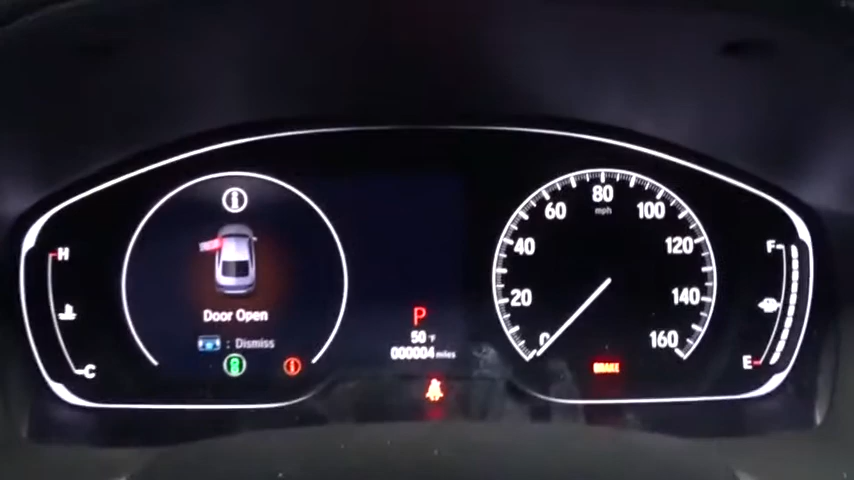 i
Door Open
: Dismiss
H
C
P
50 °F
000004 miles
0
20
40
60
80
100
120
140
160
mph
BRAKE
F
E